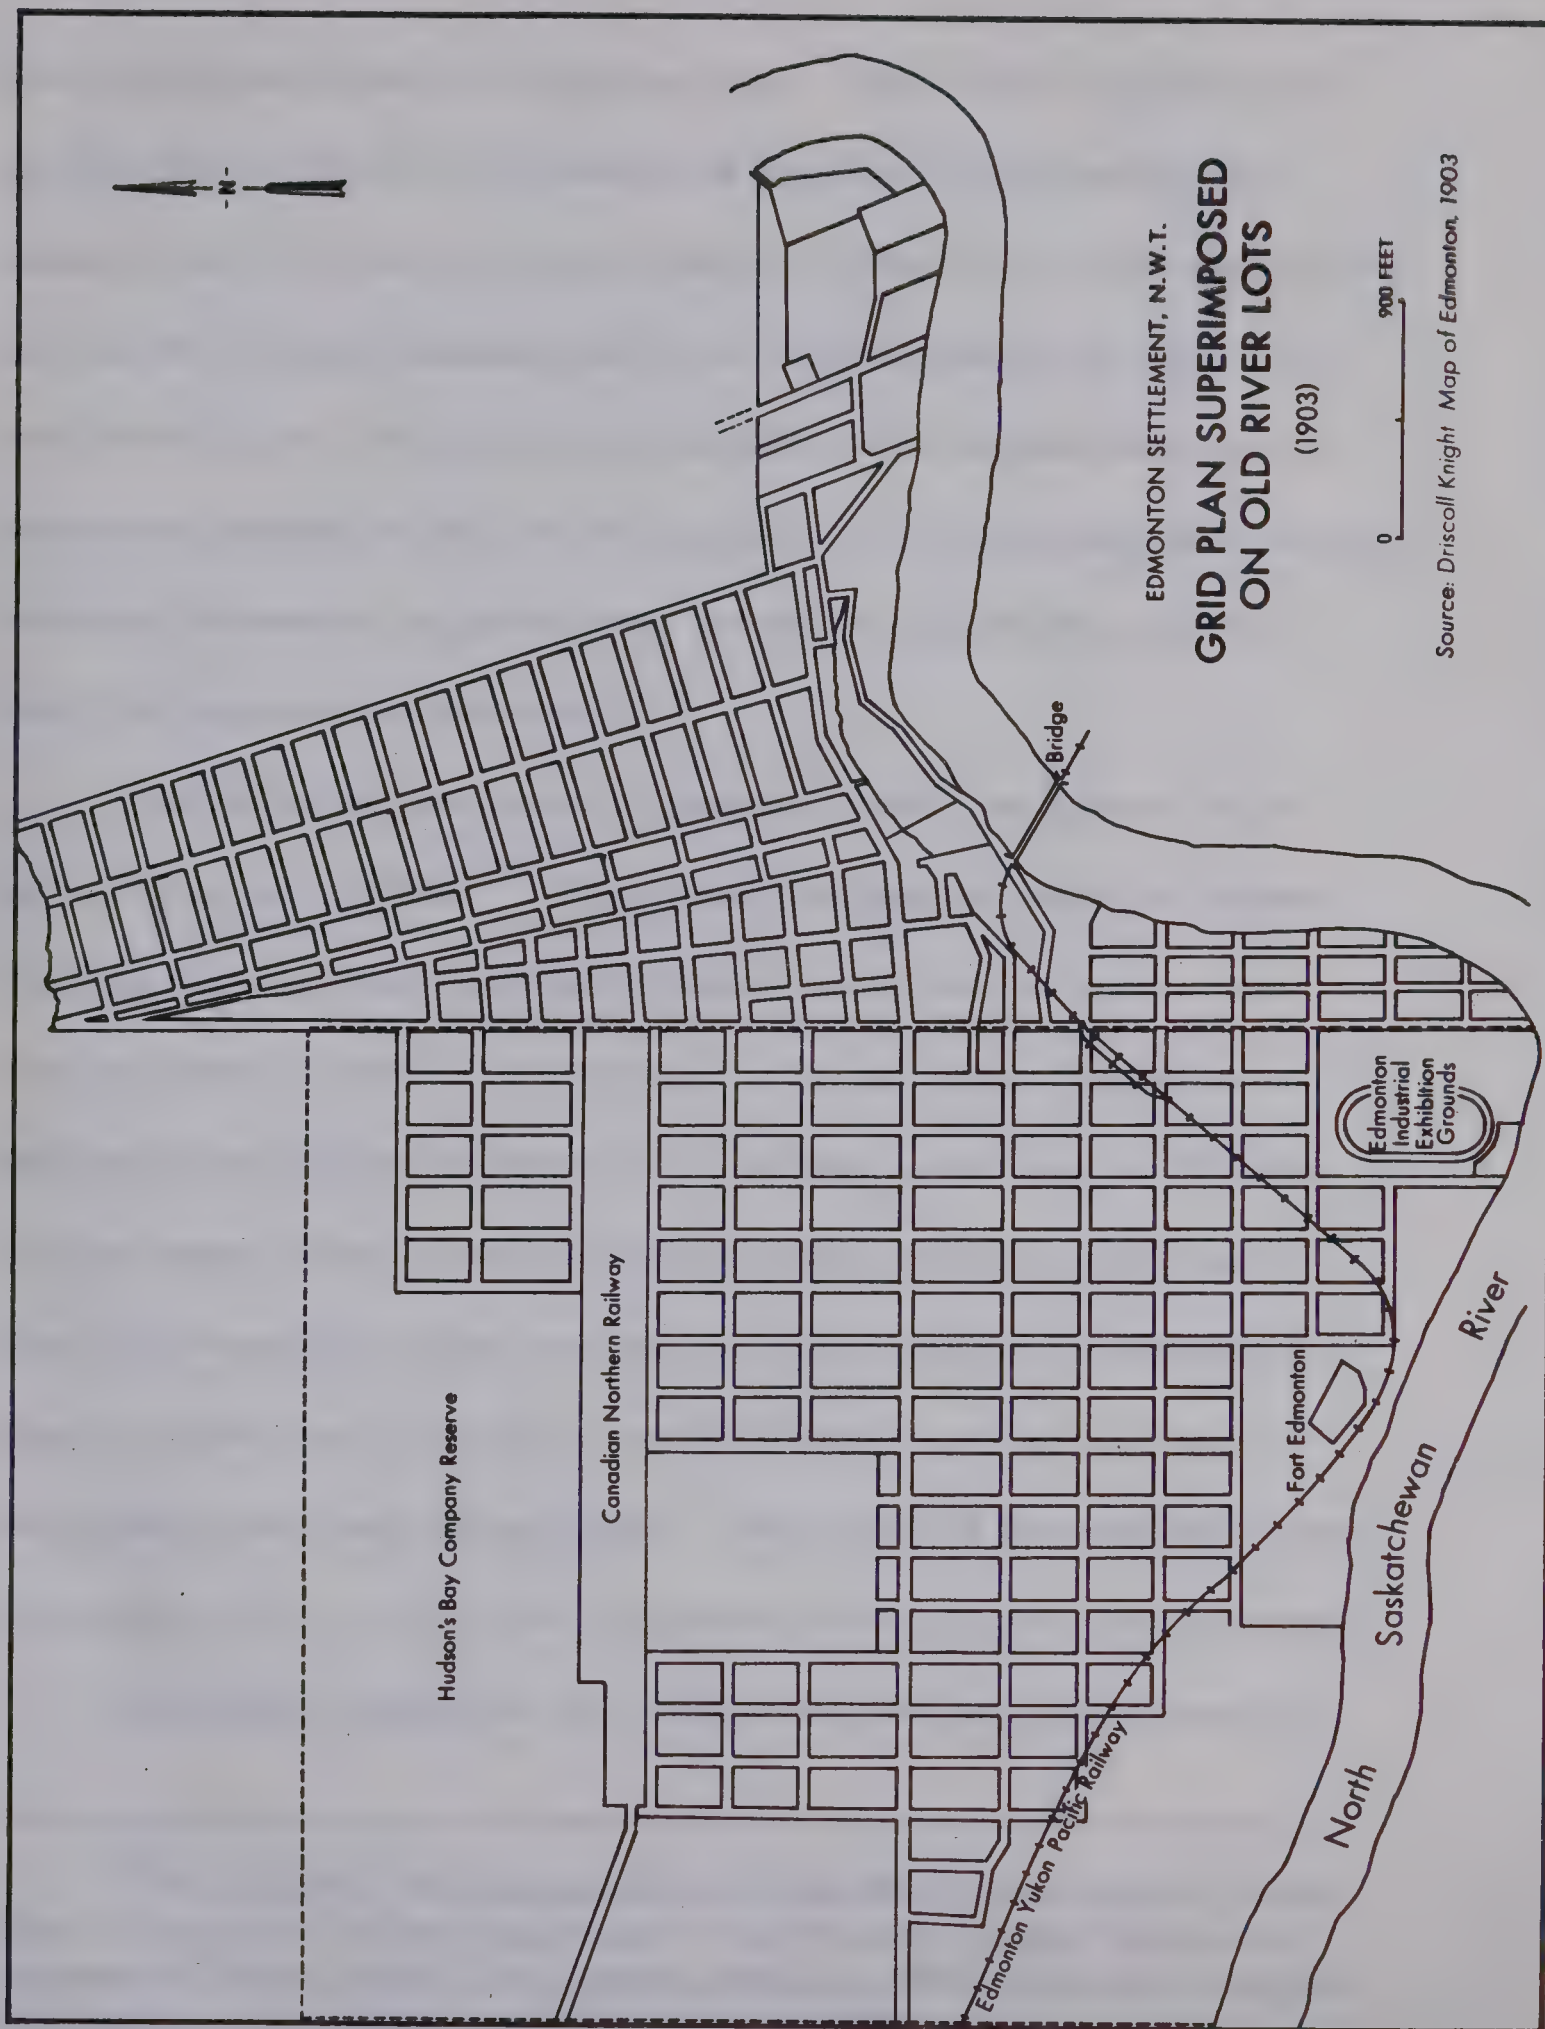 -N-
EDMONTON SETTLEMENT, N.W.T.
GRID PLAN SUPERIMPOSED
ON OLD RIVER LOTS
(1903)
0 900 FEET
Source: Driscoll Knight Map of Edmonton, 1903
Hudson's Bay Company Reserve
Canadian Northern Railway
Bridge
Edmonton
Industrial
Exhibition
Grounds
Fort Edmonton
Edmonton Yukon Pacific Railway
North
Saskatchewan
River